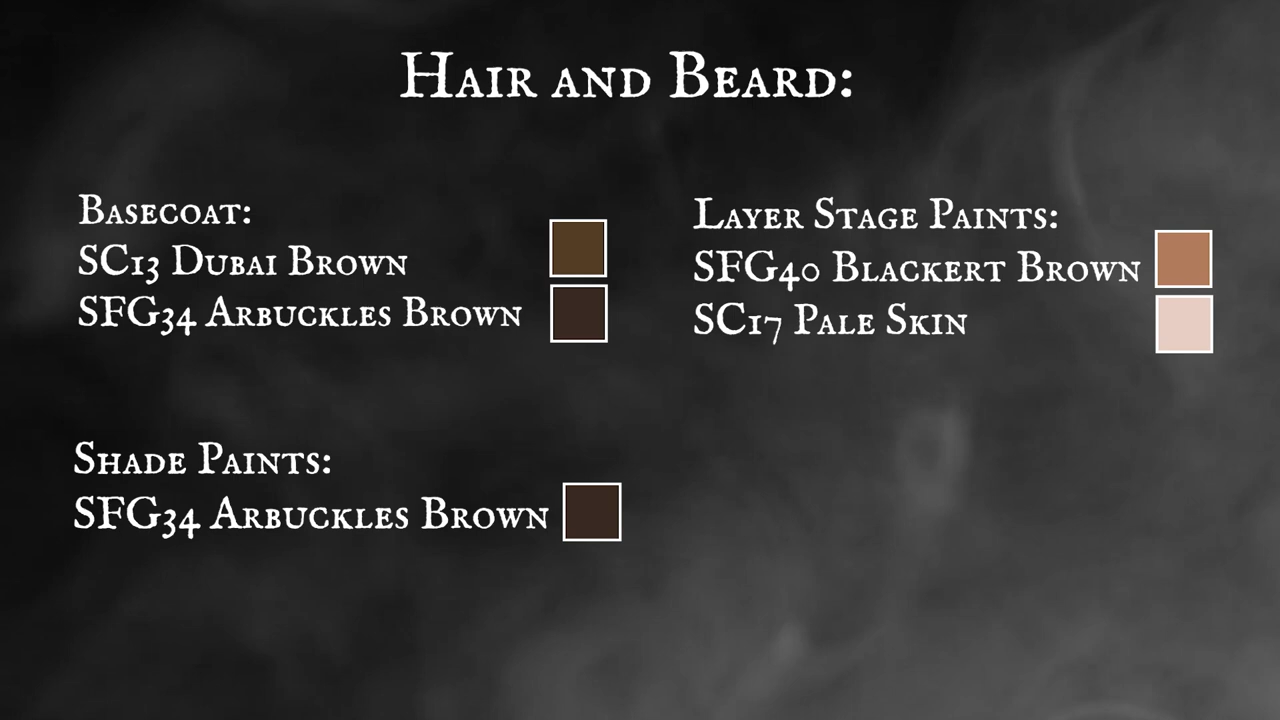 Hair and Beard:
Basecoat:
SC13 Dubai Brown
SFG34 Arbuckles Brown
Layer Stage Paints:
SFG40 Blackert Brown
SC17 Pale Skin
Shade Paints:
SFG34 Arbuckles Brown